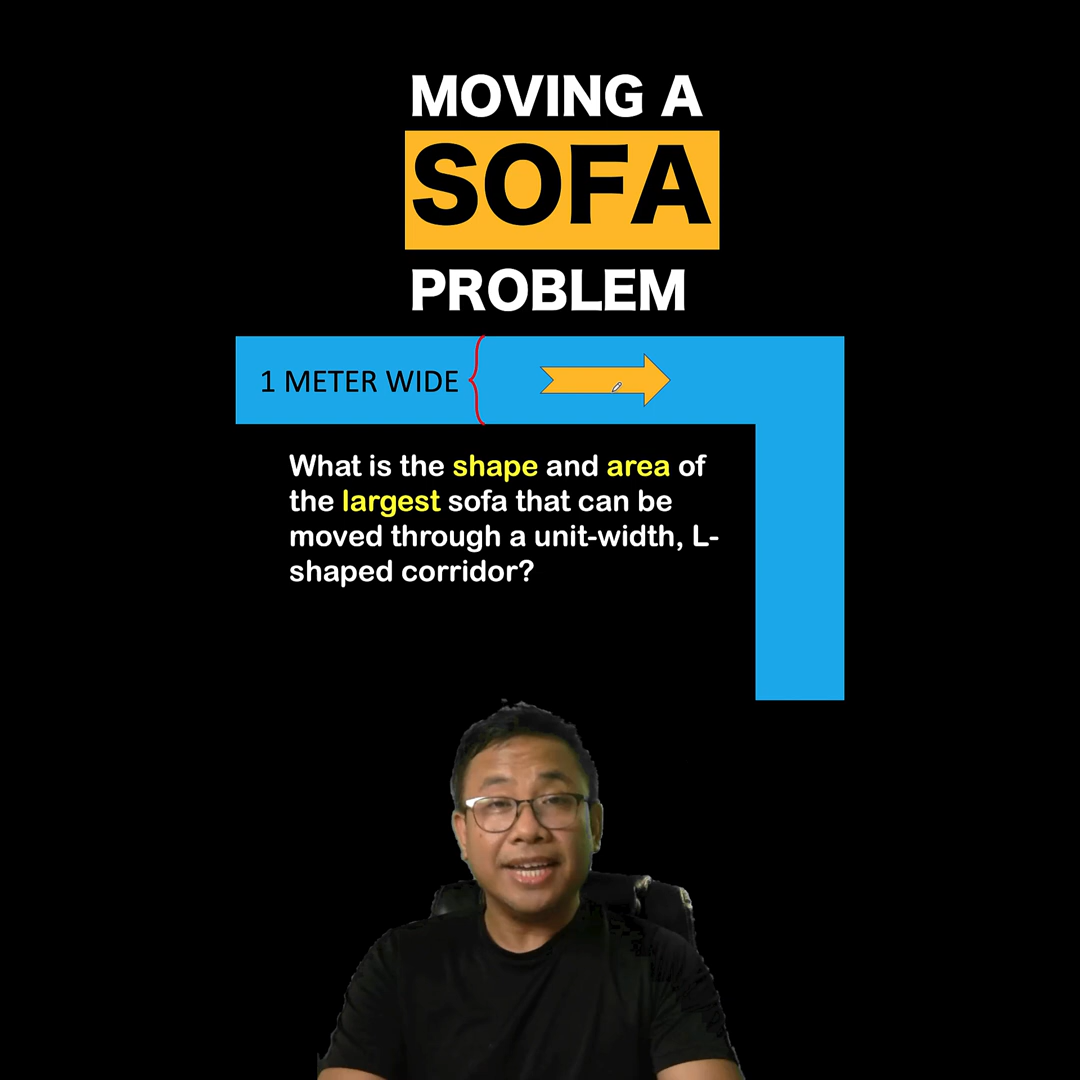 MOVING A
SOFA
PROBLEM
1 METER WIDE
What is the shape and area of
the largest sofa that can be
moved through a unit-width, L-
shaped corridor?